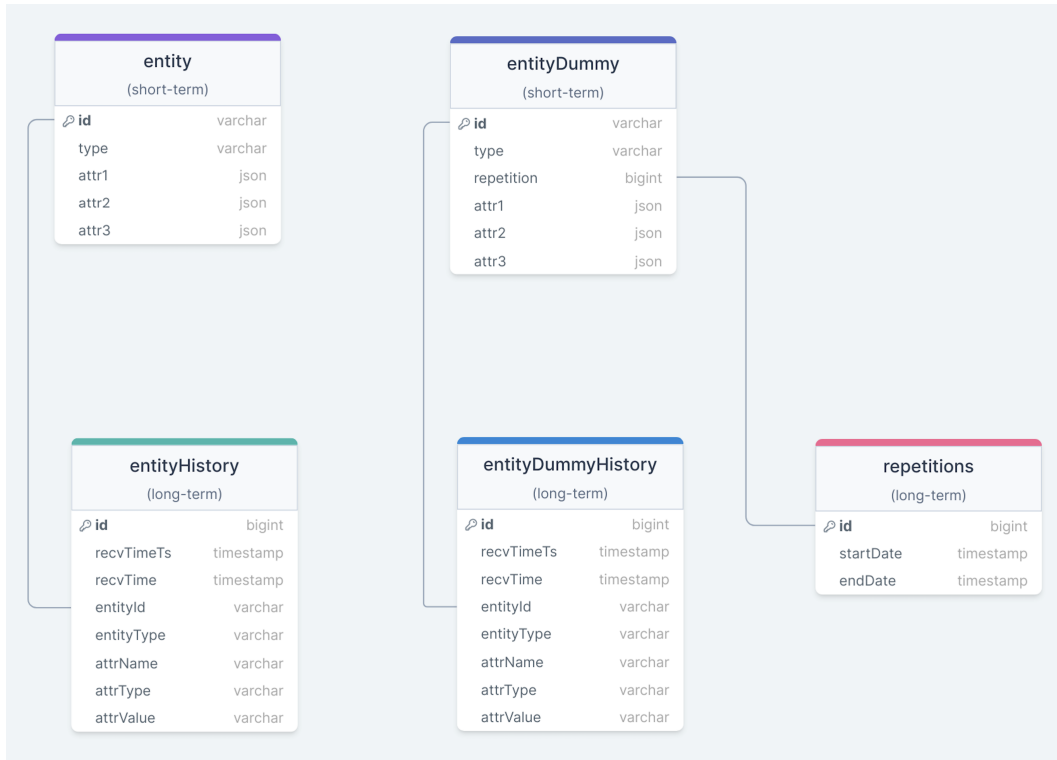 entity
(short-term)
id varchar
type varchar
attr1 json
attr2 json
attr3 json
entityDummy
(short-term)
id varchar
type varchar
repetition bigint
attr1 json
attr2 json
attr3 json
entityHistory
(long-term)
id bigint
recvTimeTs timestamp
recvTime timestamp
entityId varchar
entityType varchar
attrName varchar
attrType varchar
attrValue varchar
entityDummyHistory
(long-term)
id bigint
recvTimeTs timestamp
recvTime timestamp
entityId varchar
entityType varchar
attrName varchar
attrType varchar
attrValue varchar
repetitions
(long-term)
id bigint
startDate timestamp
endDate timestamp